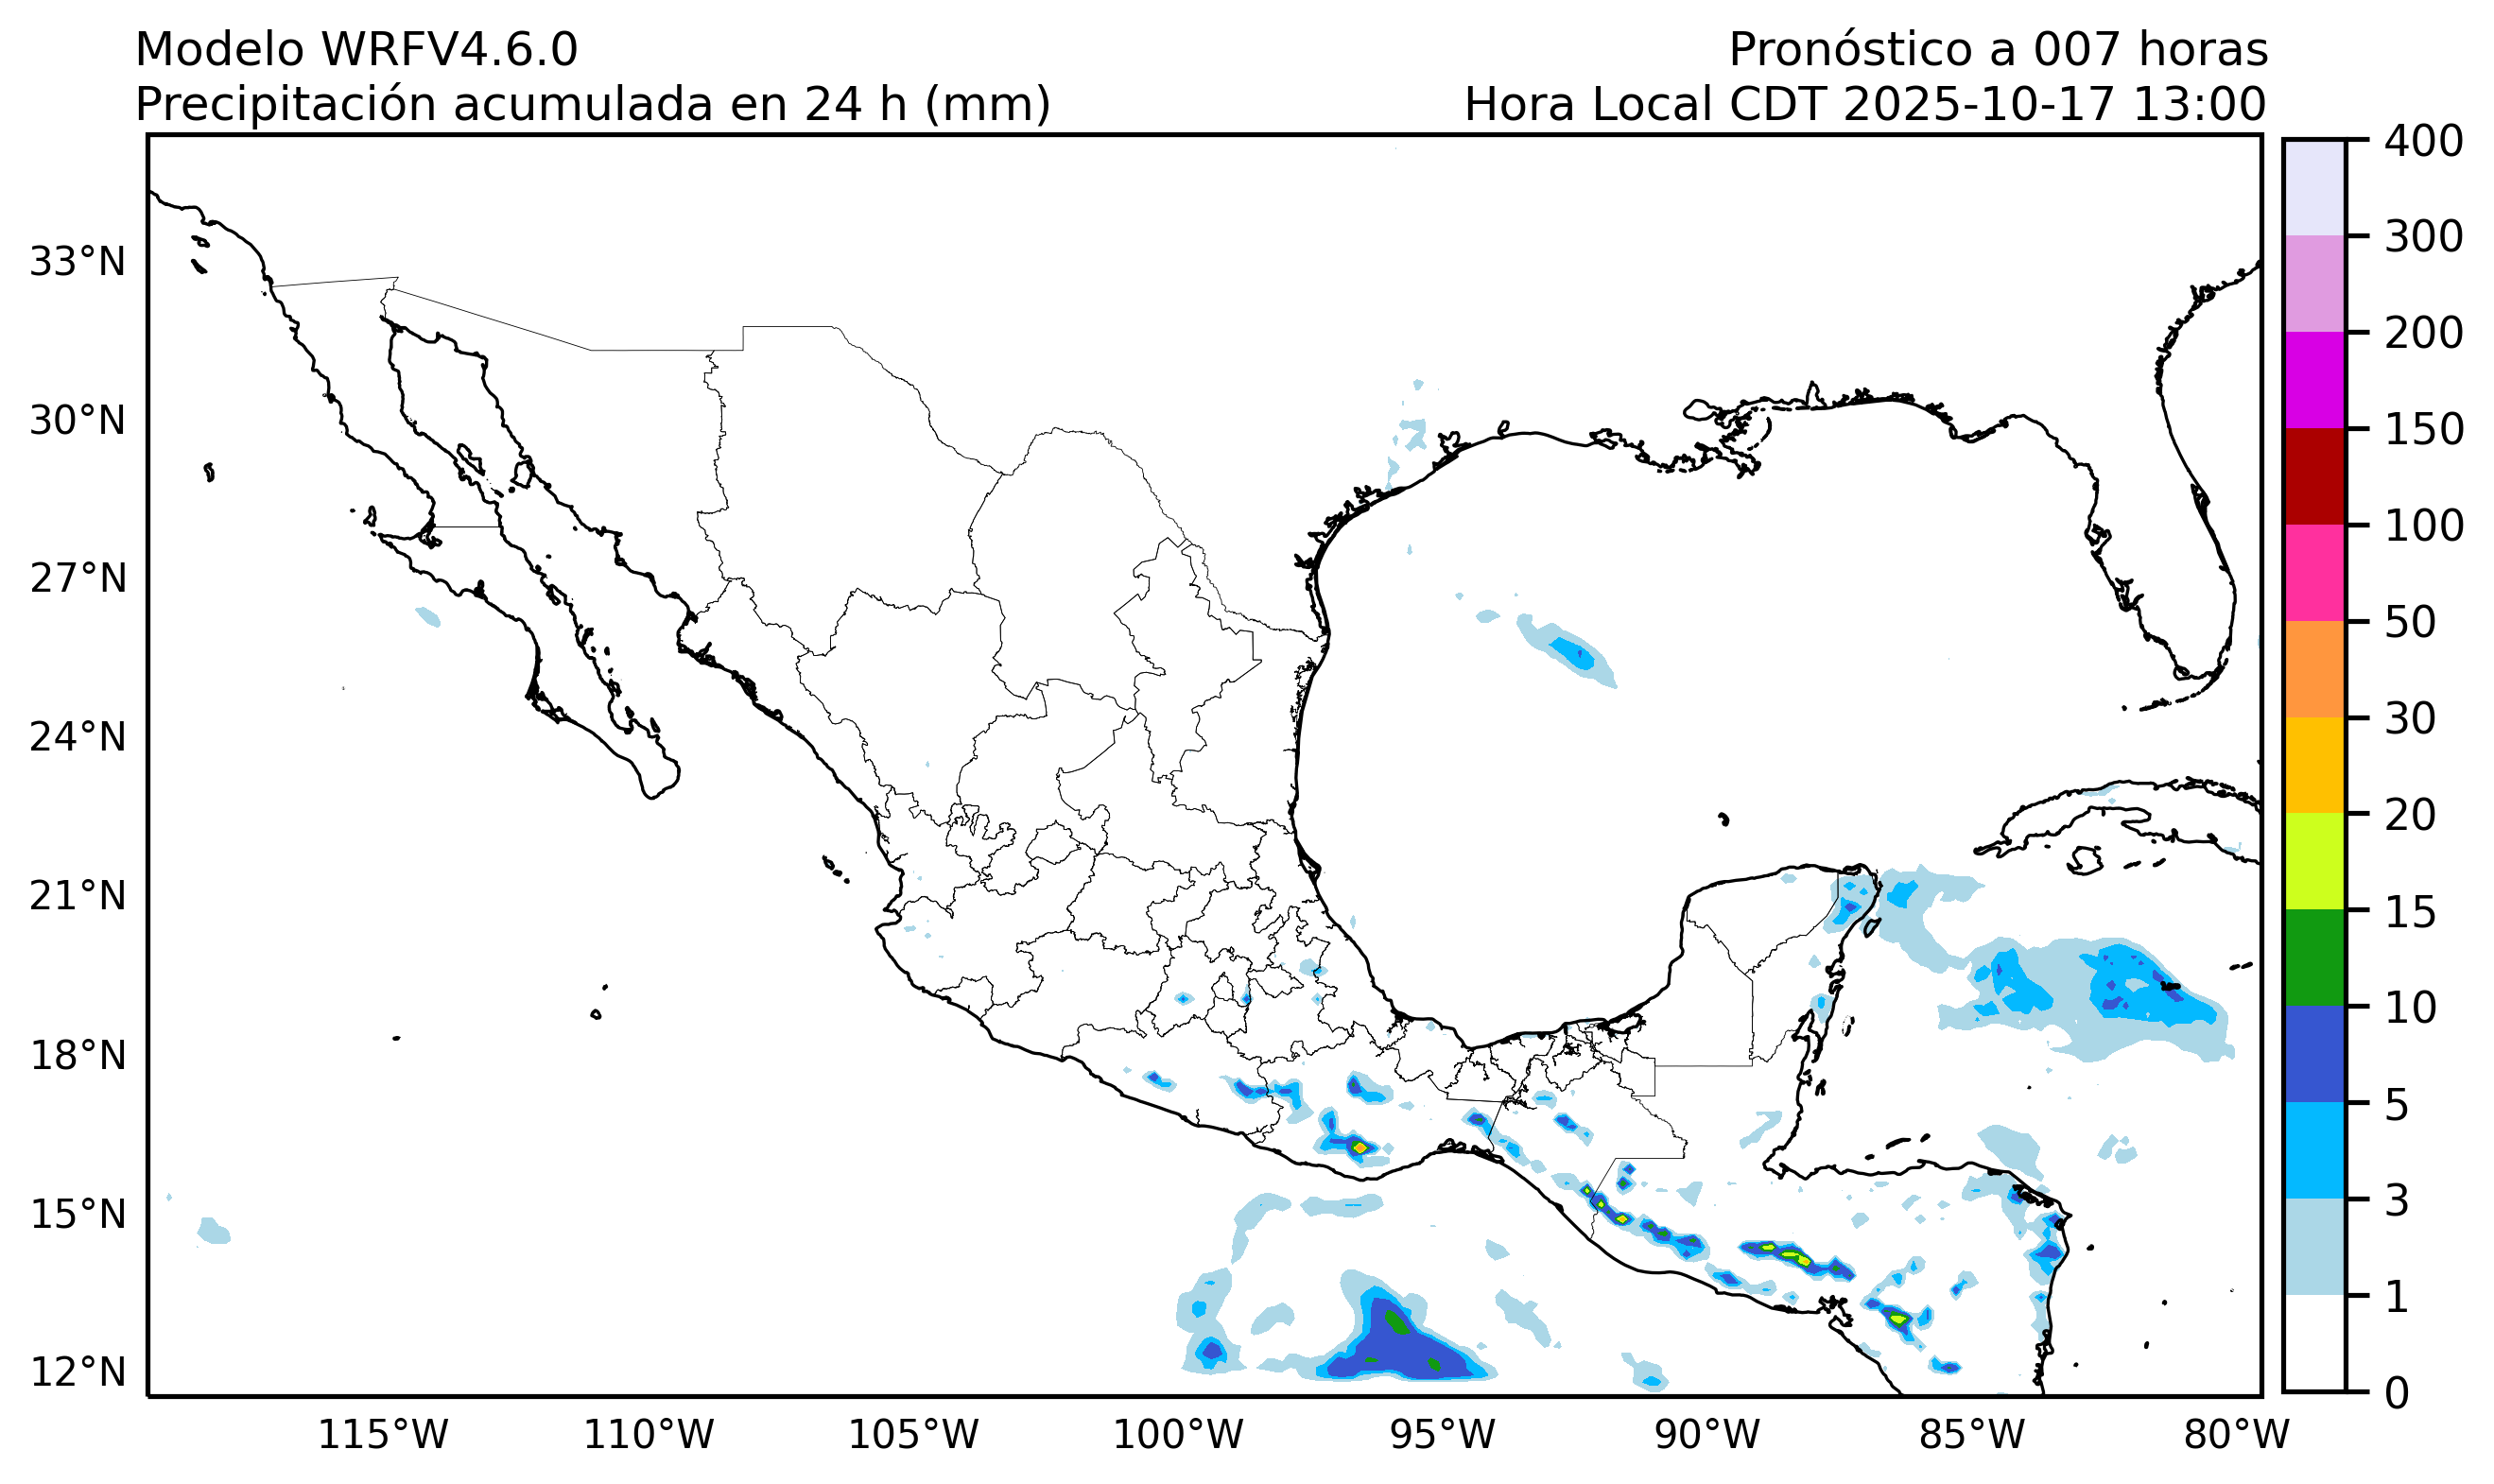 Modelo WRFV4.6.0
Pronóstico a 007 horas
Precipitación acumulada en 24 h (mm)
Hora Local CDT 2025-10-17 13:00
33°N
30°N
27°N
24°N
21°N
18°N
15°N
12°N
115°W
110°W
105°W
100°W
95°W
90°W
85°W
80°W
400
300
200
150
100
50
30
20
15
10
5
3
1
0